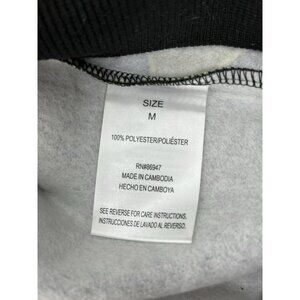 SIZE
M
100% POLYESTER/POLIÉSTER
RN#86947
MADE IN CAMBODIA
HECHO EN CAMBOYA
SEE REVERSE FOR CARE INSTRUCTIONS.
INSTRUCCIONES DE LAVADO AL REVERSO.